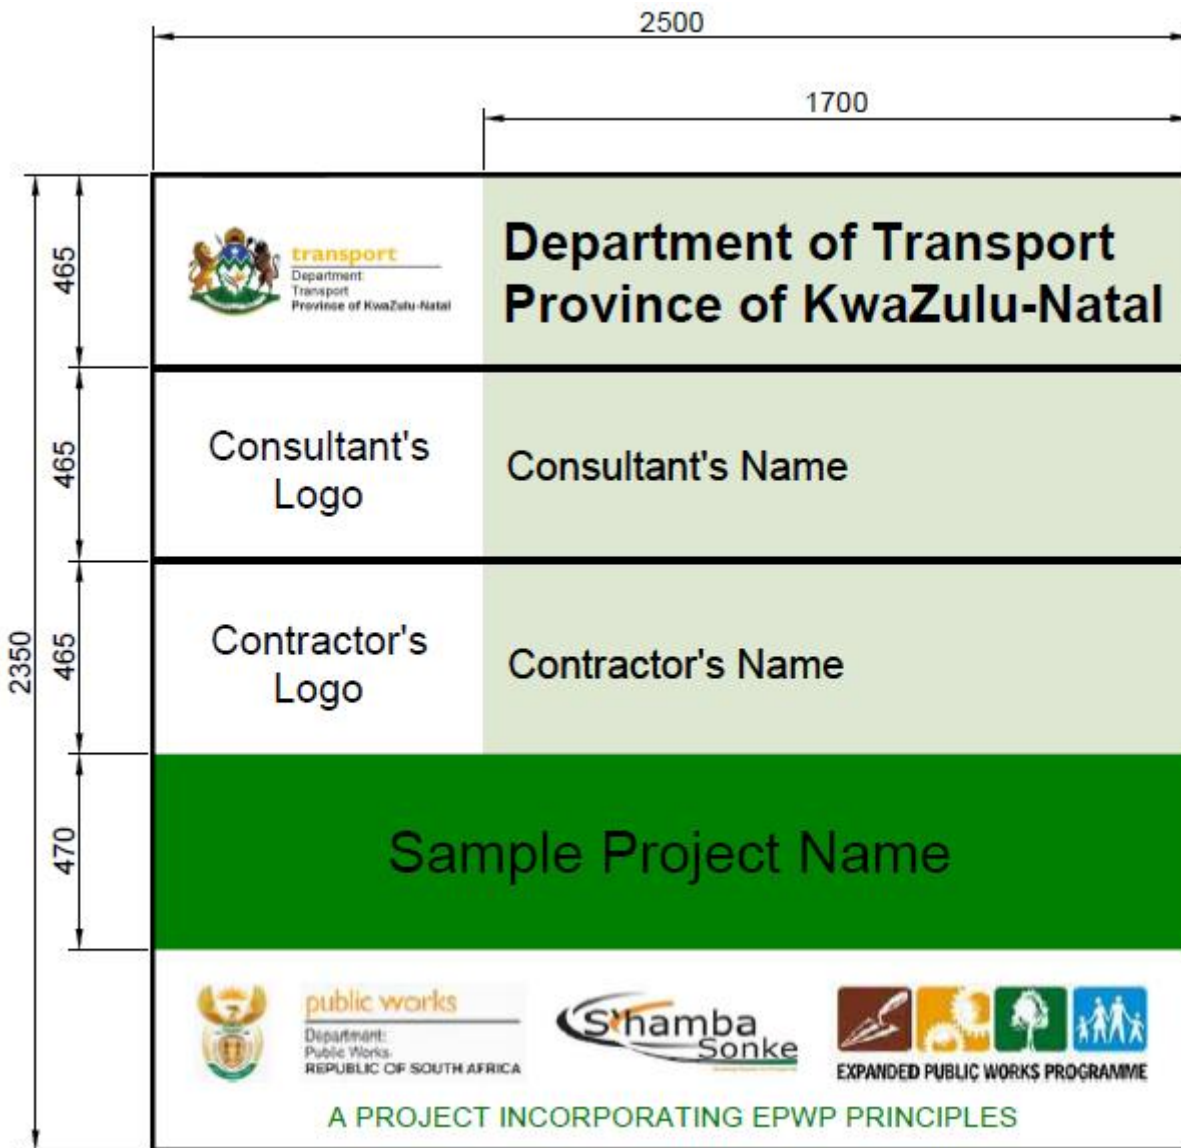 2500
1700
465
transport
Department:
Transport
Province of KwaZulu-Natal
Department of Transport
Province of KwaZulu-Natal
465
Consultant's
Logo
Consultant's Name
2350
465
Contractor's
Logo
Contractor's Name
470
Sample Project Name
public works
Department:
Public Works
REPUBLIC OF SOUTH AFRICA
S'hamba
Sonke
EXPANDED PUBLIC WORKS PROGRAMME
A PROJECT INCORPORATING EPWP PRINCIPLES